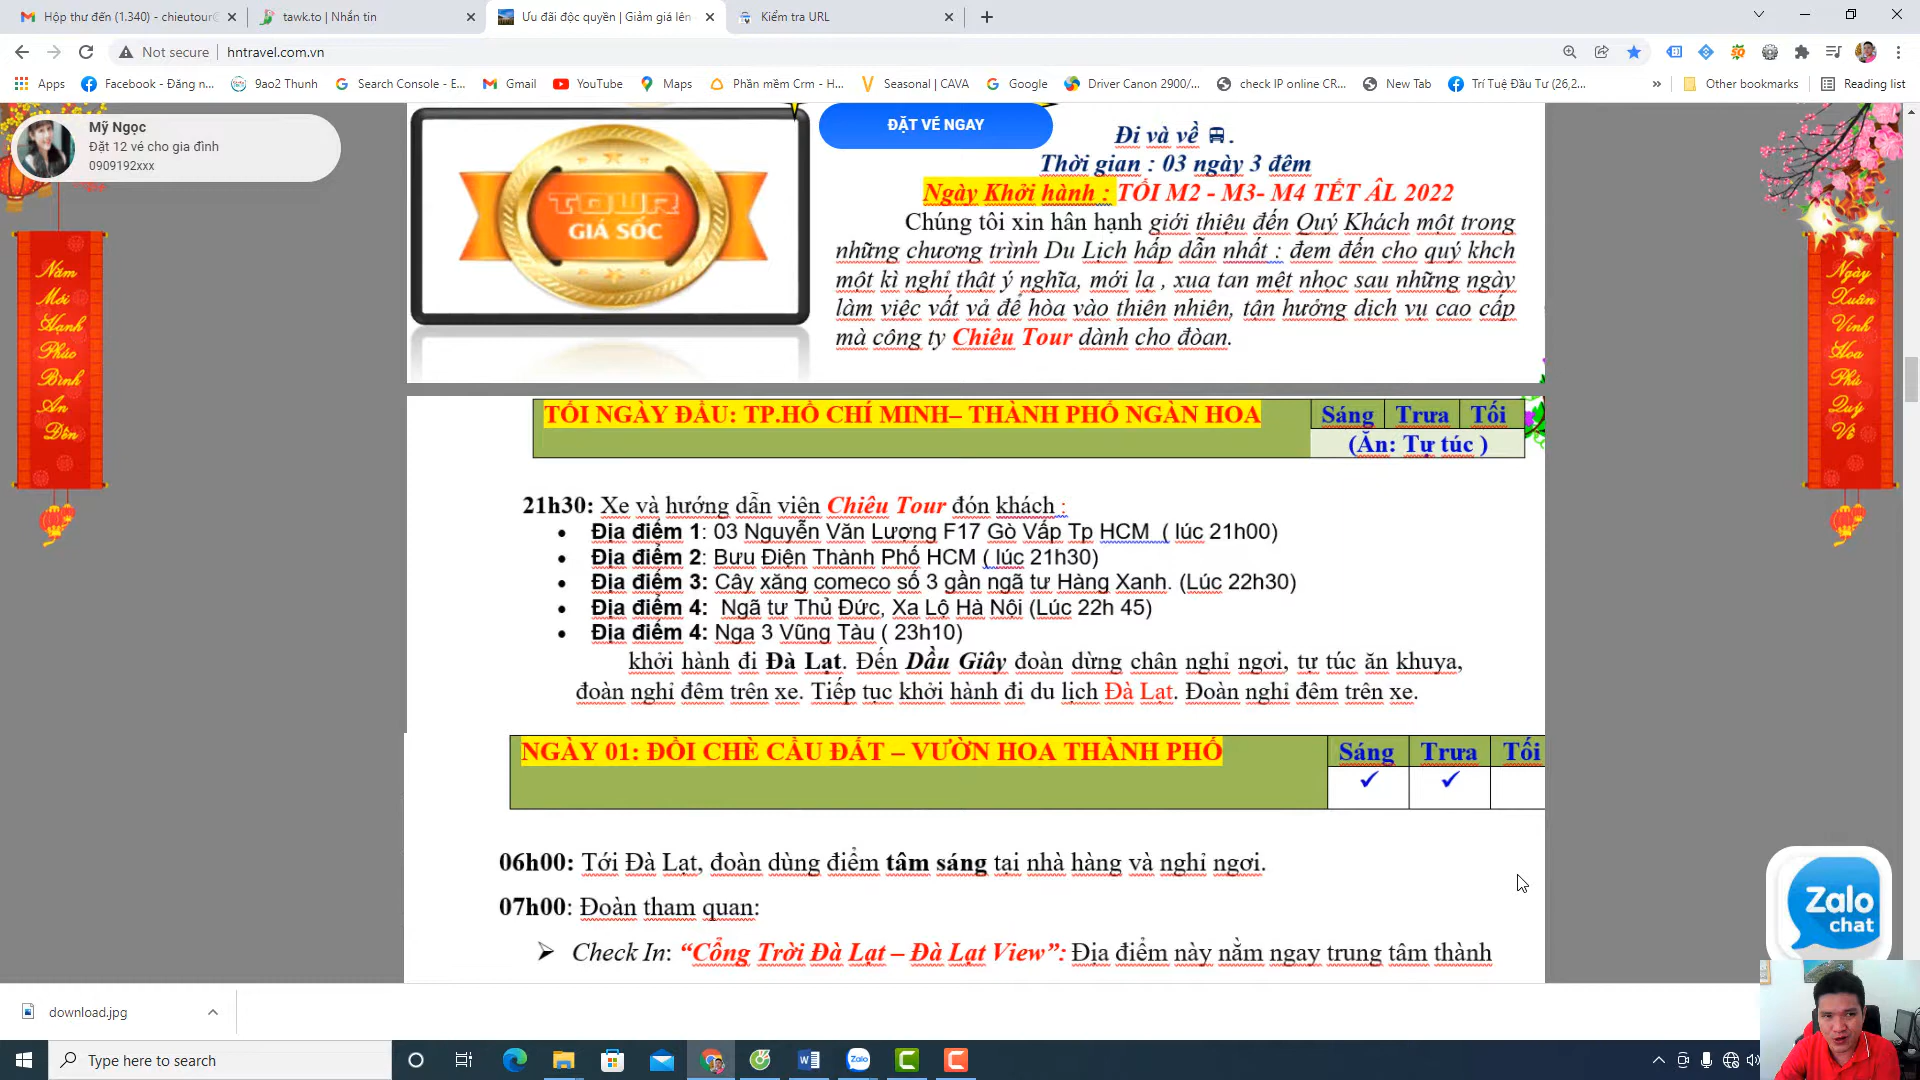 Hộp thư đến (1.340) - chieutour@
tawk.to | Nhắn tin
Ưu đãi độc quyền | Giảm giá lên
Kiểm tra URL
Not secure
hntravel.com.vn
Apps
Facebook - Đăng n...
9ao2 Thunh
Search Console - E...
Gmail
YouTube
Maps
Phần mềm Crm - H...
Seasonal | CAVA
Google
Driver Canon 2900/...
check IP online CR...
New Tab
Trí Tuệ Đầu Tư (26,2...
»
Other bookmarks
Reading list
Mỹ Ngọc
Đặt 12 vé cho gia đình
0909192xxx
TOUR
GIÁ SỐC
ĐẶT VÉ NGAY
Đi và về .
Thời gian : 03 ngày 3 đêm
Ngày Khởi hành : TỐI M2 - M3- M4 TẾT ÂL 2022
Chúng tôi xin hân hạnh giới thiệu đến Quý Khách một trong
những chương trình Du Lịch hấp dẫn nhất : đem đến cho quý khch
một kì nghỉ thật ý nghĩa, mới lạ , xua tan mệt nhọc sau những ngày
làm việc vất vả để hòa vào thiên nhiên, tận hưởng dịch vụ cao cấp
mà công ty Chiêu Tour dành cho đòan.
Năm
Mới
Hạnh
Phúc
Bình
An
Đến
Ngày
Xuân
Vinh
Hoa
Phú
Quý
Về
TỐI NGÀY ĐẦU: TP.HỒ CHÍ MINH– THÀNH PHỐ NGÀN HOA
Sáng Trưa Tối
(Ăn: Tự túc )
21h30: Xe và hướng dẫn viên Chiêu Tour đón khách :
• Địa điểm 1: 03 Nguyễn Văn Lượng F17 Gò Vấp Tp HCM ( lúc 21h00)
• Địa điểm 2: Bưu Điện Thành Phố HCM ( lúc 21h30)
• Địa điểm 3: Cây xăng comeco số 3 gần ngã tư Hàng Xanh. (Lúc 22h30)
• Địa điểm 4: Ngã tư Thủ Đức, Xa Lộ Hà Nội (Lúc 22h 45)
• Địa điểm 4: Nga 3 Vũng Tàu ( 23h10)
khởi hành đi Đà Lạt. Đến Dầu Giây đoàn dừng chân nghỉ ngơi, tự túc ăn khuya,
đoàn nghỉ đêm trên xe. Tiếp tục khởi hành đi du lịch Đà Lạt. Đoàn nghỉ đêm trên xe.
NGÀY 01: ĐỒI CHÈ CẦU ĐẤT – VƯỜN HOA THÀNH PHỐ
Sáng Trưa Tối
✓ ✓
06h00: Tới Đà Lạt, đoàn dùng điểm tâm sáng tại nhà hàng và nghỉ ngơi.
07h00: Đoàn tham quan:
➢ Check In: “Cổng Trời Đà Lạt – Đà Lạt View”: Địa điểm này nằm ngay trung tâm thành
Zalo
chat
download.jpg
Type here to search
Zalo